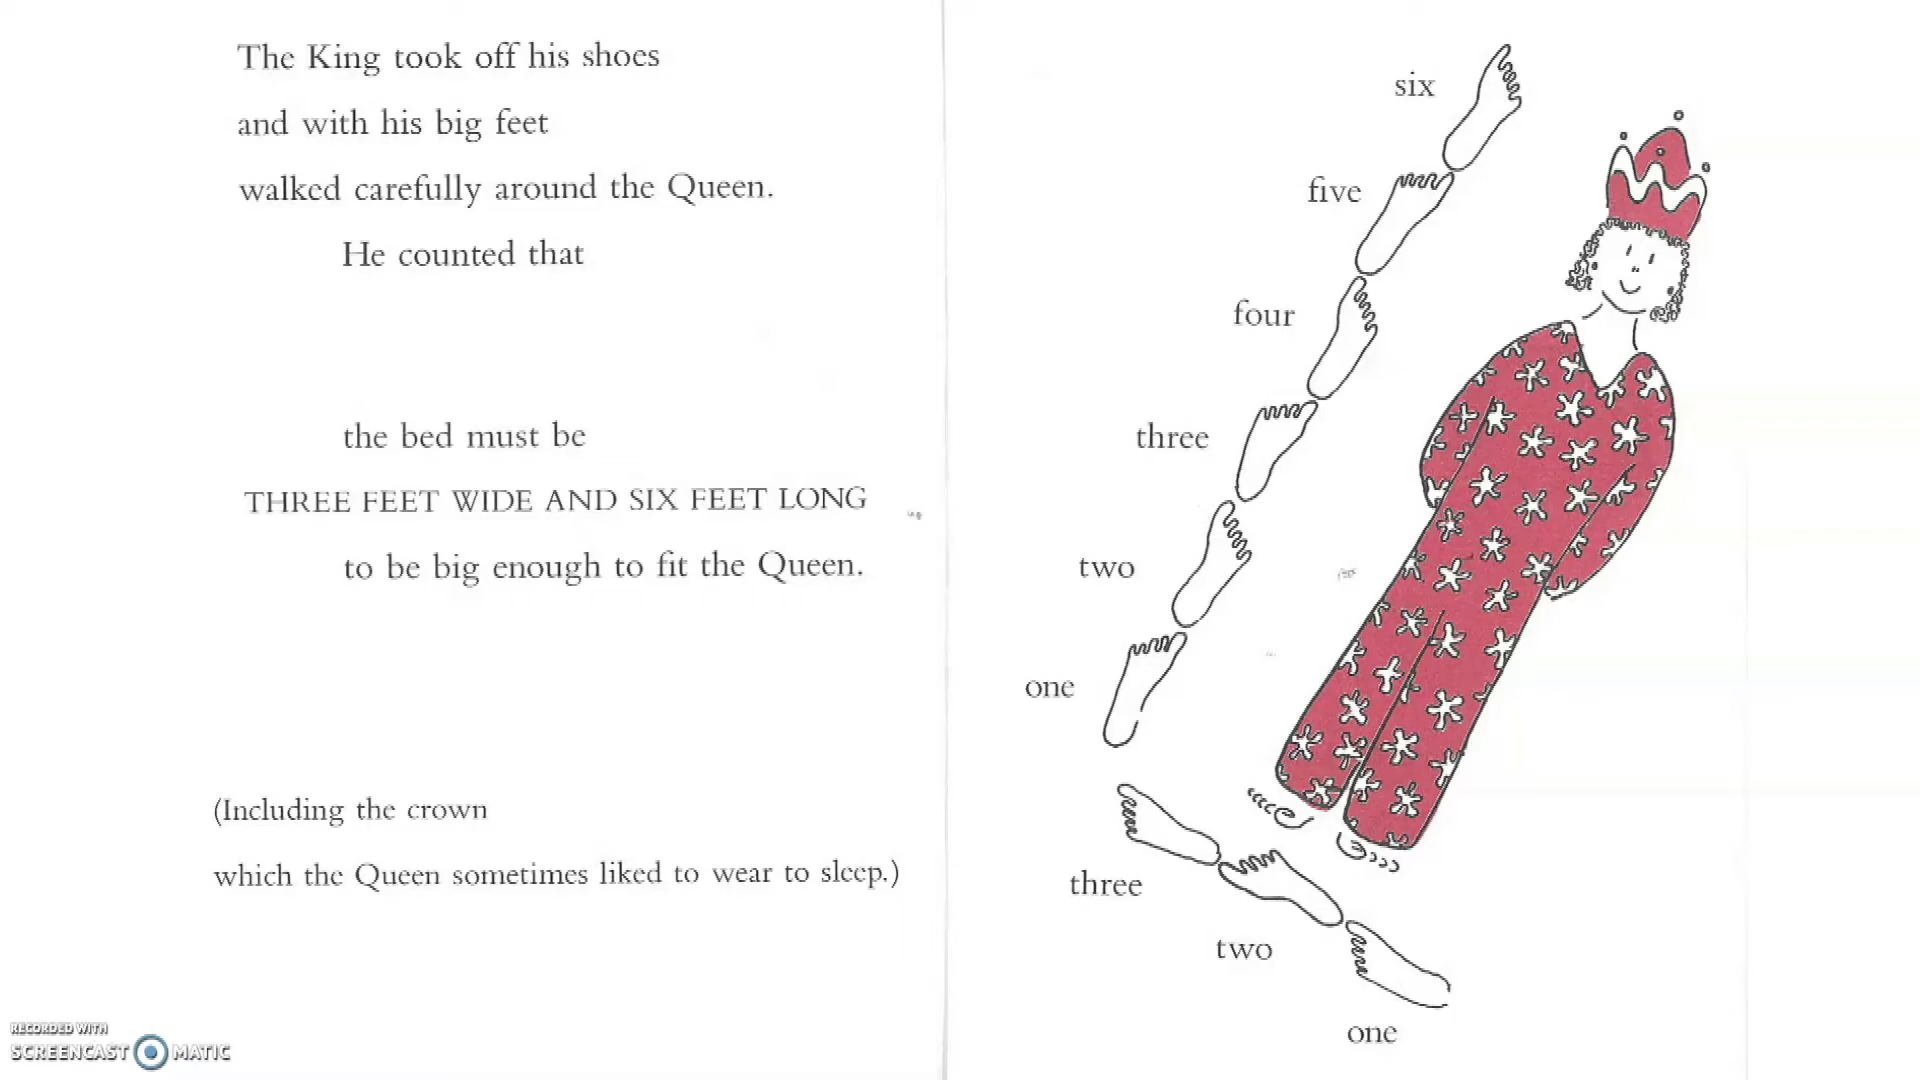 The King took off his shoes
and with his big feet
walked carefully around the Queen.
He counted that
the bed must be
THREE FEET WIDE AND SIX FEET LONG
to be big enough to fit the Queen.
(Including the crown
which the Queen sometimes liked to wear to sleep.)
six
five
four
three
two
one
three
two
one
RECORDED WITH
SCREENCAST MATIC